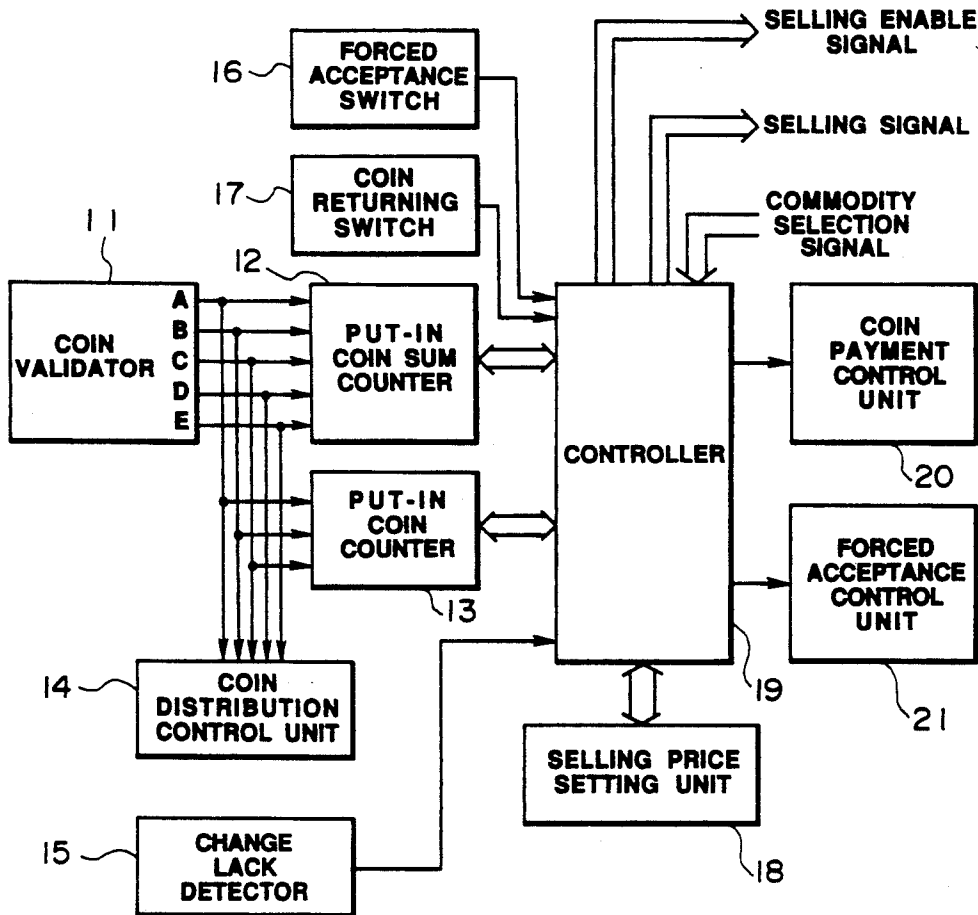 SELLING ENABLE
SIGNAL
16
FORCED
ACCEPTANCE
SWITCH
SELLING SIGNAL
17
COIN
RETURNING
SWITCH
COMMODITY
SELECTION
SIGNAL
11
12
COIN
VALIDATOR
A
B
C
D
E
PUT-IN
COIN SUM
COUNTER
CONTROLLER
COIN
PAYMENT
CONTROL
UNIT
20
PUT-IN
COIN
COUNTER
13
FORCED
ACCEPTANCE
CONTROL
UNIT
21
14
COIN
DISTRIBUTION
CONTROL UNIT
19
SELLING PRICE
SETTING UNIT
18
15
CHANGE
LACK
DETECTOR